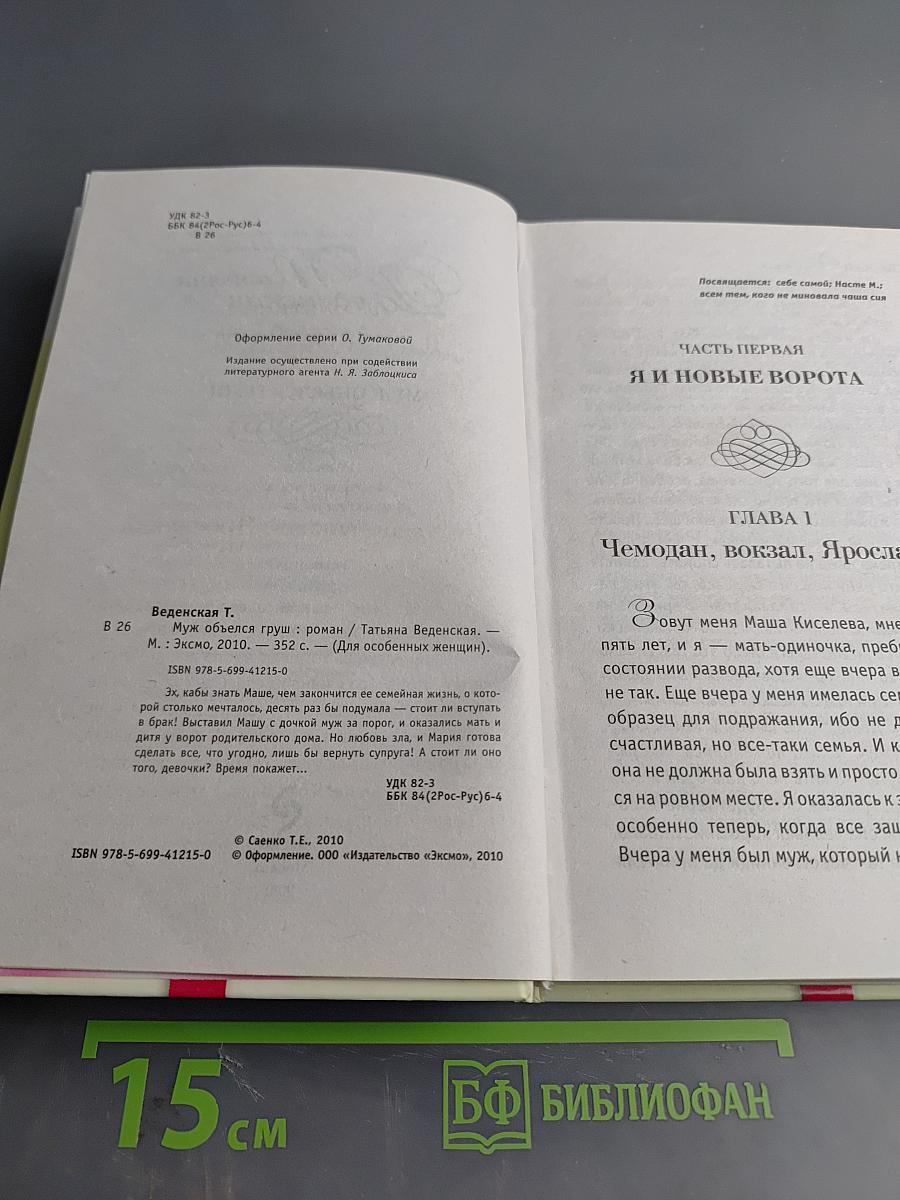 УДК 82-3
ББК 84(2Рос-Рус)6-4
В 26
Оформление серии О. Тумаковой
Издание осуществлено при содействии
литературного агента Н. Я. Заблоцкиса
Веденская Т.
В 26 Муж объелся груш : роман / Татьяна Веденская. —
М. : Эксмо, 2010. — 352 с. — (Для особенных женщин).
ISBN 978-5-699-41215-0
Эх, кабы знать Маше, чем закончится ее семейная жизнь, о кото-
рой столько мечталось, десять раз бы подумала — стоит ли вступать
в брак! Выставил Машу с дочкой муж за порог, и оказались мать и
дитя у ворот родительского дома. Но любовь зла, и Мария готова
сделать все, что угодно, лишь бы вернуть супруга! А стоит ли оно
того, девочки? Время покажет...
УДК 82-3
ББК 84(2Рос-Рус)6-4
© Саенко Т.Е., 2010
ISBN 978-5-699-41215-0 © Оформление. ООО «Издательство «Эксмо», 2010
Посвящается: себе самой; Насте М.;
всем тем, кого не миновала чаша сия
ЧАСТЬ ПЕРВАЯ
Я И НОВЫЕ ВОРОТА
ГЛАВА 1
Чемодан, вокзал, Яросла
Зовут меня Маша Киселева, мне
пять лет, и я — мать-одиночка, преб
состоянии развода, хотя еще вчера в
не так. Еще вчера у меня имелась се
образец для подражания, ибо не д
счастливая, но все-таки семья. И к
она не должна была взять и просто
ся на ровном месте. Я оказалась к
особенно теперь, когда все заш
Вчера у меня был муж, который
15 см
БФ БИБЛИОФАН